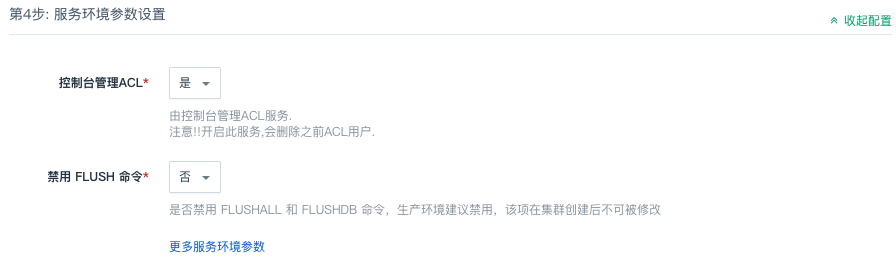 第4步: 服务环境参数设置
收起配置
控制台管理ACL*
是
由控制台管理ACL服务.
注意!!开启此服务,会删除之前ACL用户.
禁用 FLUSH 命令*
否
是否禁用 FLUSHALL 和 FLUSHDB 命令，生产环境建议禁用，该项在集群创建后不可被修改
更多服务环境参数